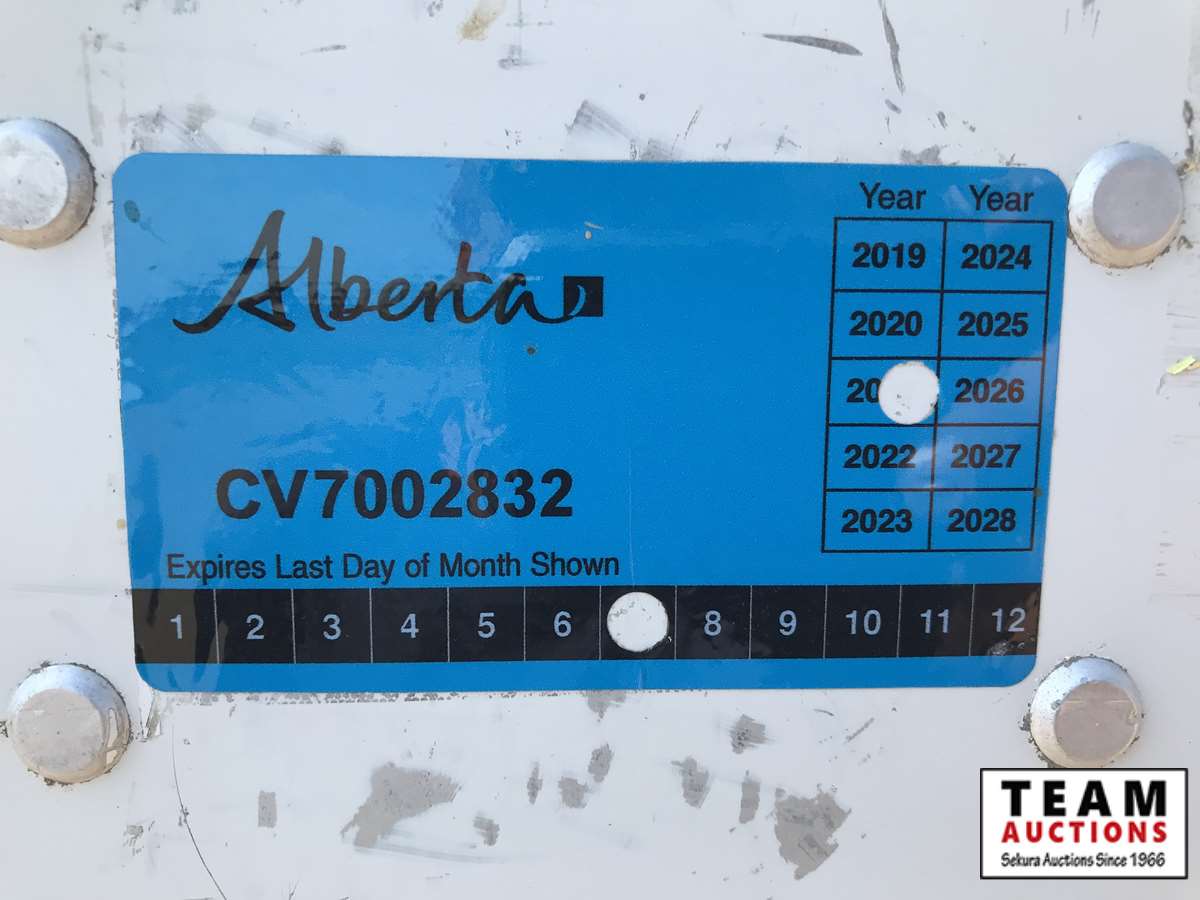 Alberta
Year Year
2019 2024
2020 2025
2026
2022 2027
2023 2028
CV7002832
Expires Last Day of Month Shown
1 2 3 4 5 6 8 9 10 11 12
TEAM
AUCTIONS
Sekura Auctions Since 1966